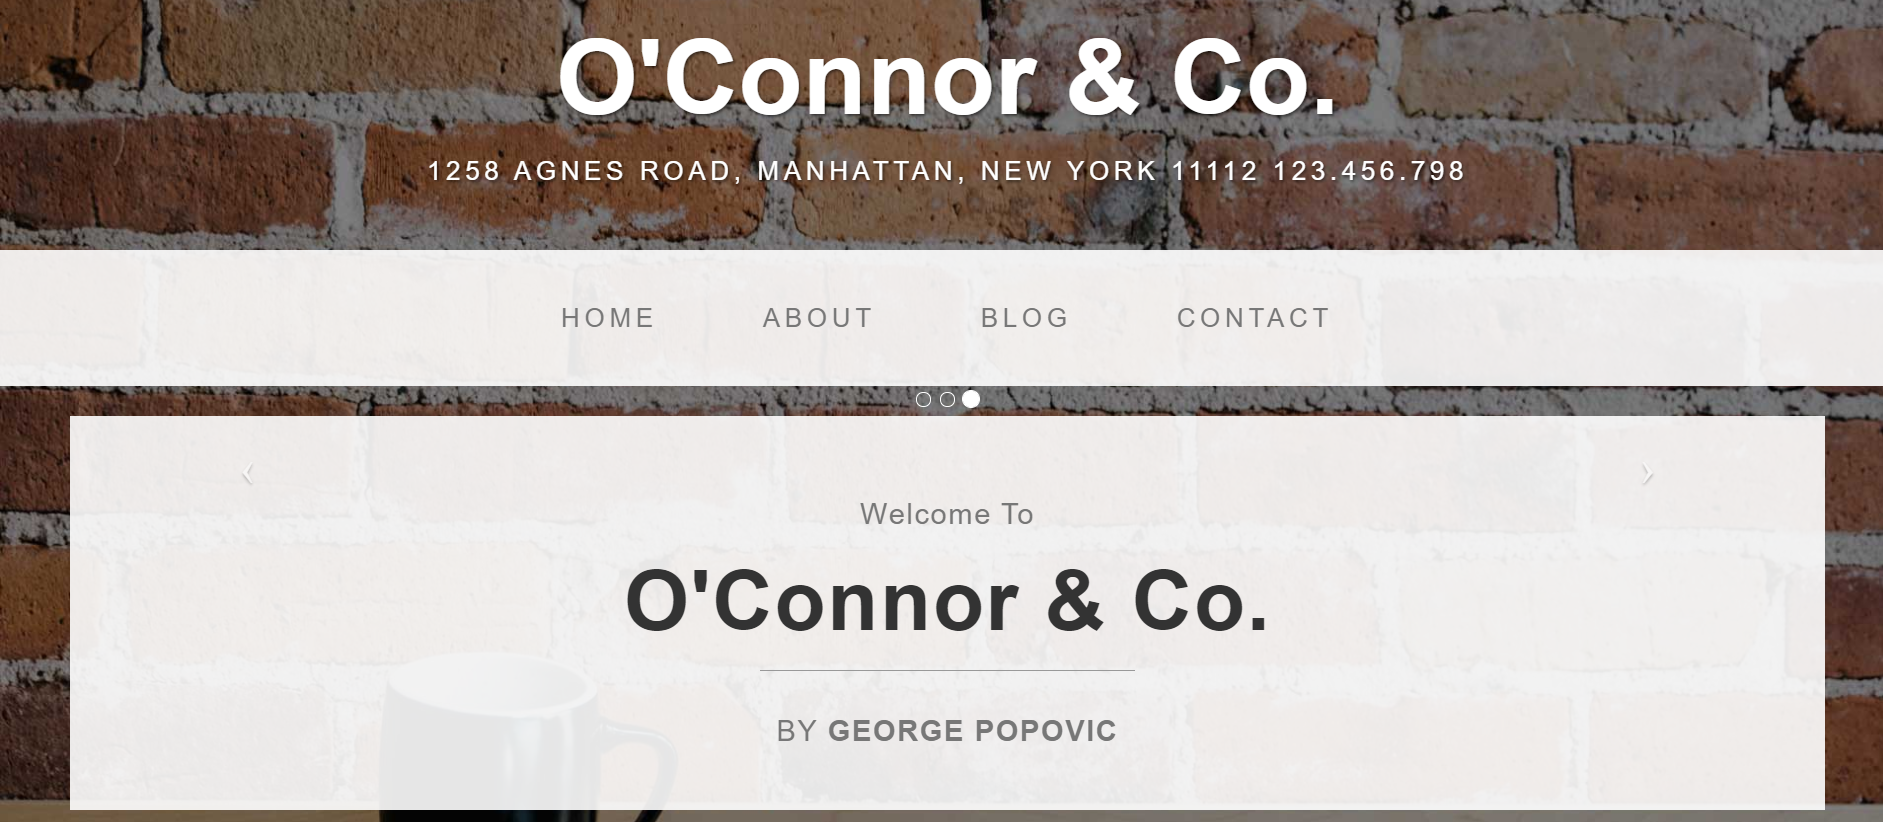 O'Connor & Co.
1258 AGNES ROAD, MANHATTAN, NEW YORK 11112 123.456.798
HOME ABOUT BLOG CONTACT
Welcome To
O'Connor & Co.
BY GEORGE POPOVIC